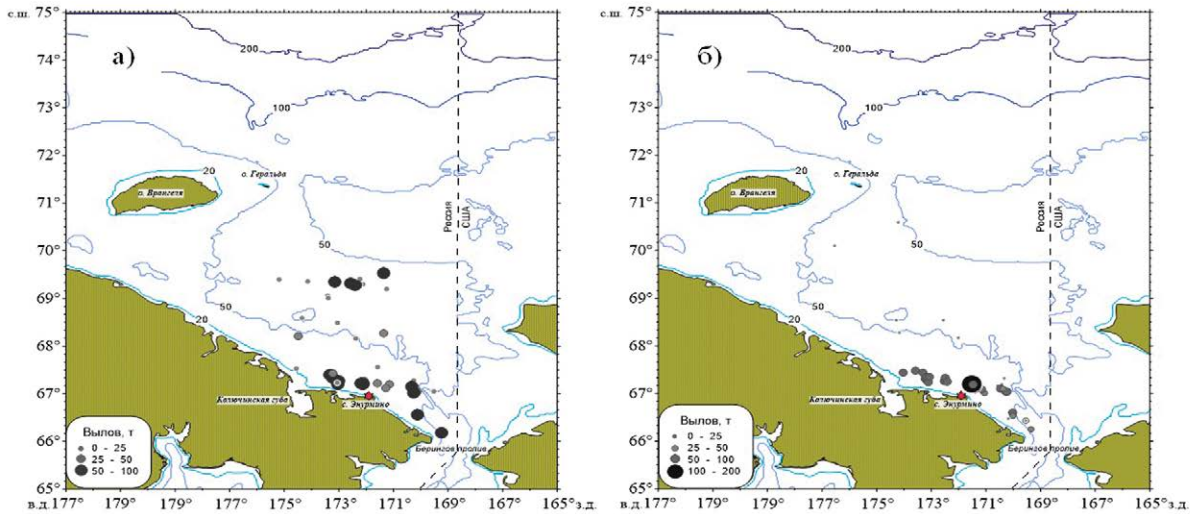 с.ш.
75°
а)
200
74°
73°
100
72°
20
о. Геральда
о. Врангеля
71°
Россия
США
70°
50
69°
50
20
68°
67°
Колючинская губа
с. Энурмино
66°
Вылов, т
0 - 25
25 - 50
50 - 100
Берингов пролив
65°
177° 179° 179° 177° 175° 173° 171° 169° 167° 165°
в.д. з.д.
с.ш.
75°
б)
200
74°
73°
100
72°
20
о. Геральда
о. Врангеля
71°
Россия
США
70°
50
69°
50
20
68°
67°
Колючинская губа
с. Энурмино
66°
Вылов, т
0 - 25
25 - 50
50 - 100
100 - 200
Берингов пролив
65°
177° 179° 179° 177° 175° 173° 171° 169° 167° 165°
в.д. з.д.